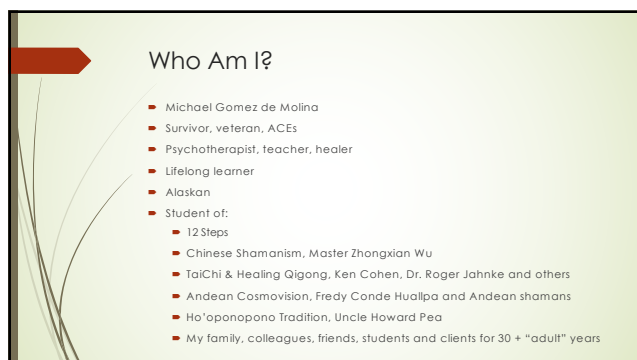 Who Am I?
Michael Gomez de Molina
Survivor, veteran, ACEs
Psychotherapist, teacher, healer
Lifelong learner
Alaskan
Student of:
12 Steps
Chinese Shamanism, Master Zhongxian Wu
TaiChi & Healing Qigong, Ken Cohen, Dr. Roger Jahnke and others
Andean Cosmovision, Fredy Conde Huallpa and Andean shamans
Ho'oponopono Tradition, Uncle Howard Pea
My family, colleagues, friends, students and clients for 30 + “adult” years